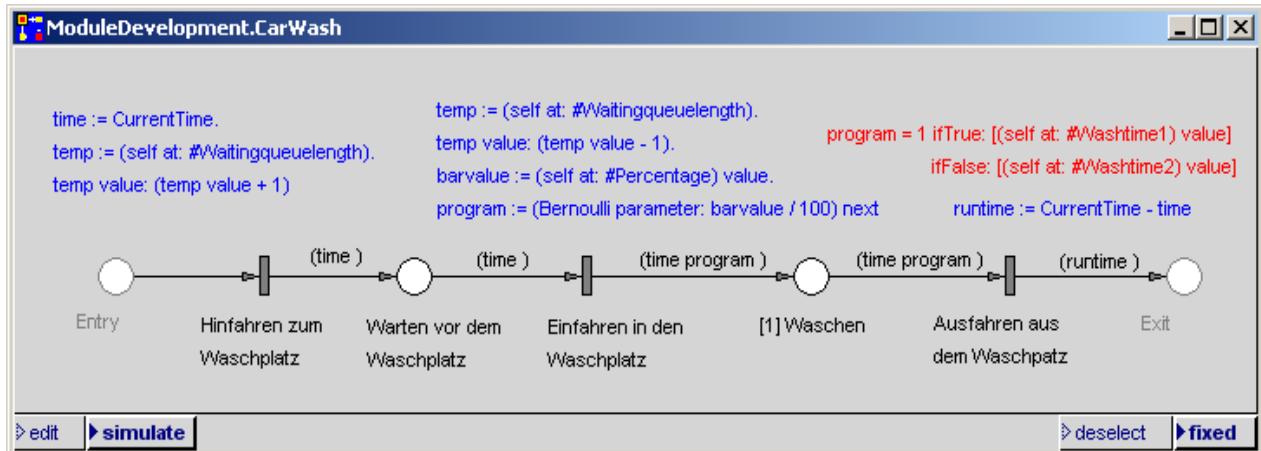 ModuleDevelopment.CarWash
time := CurrentTime.
temp := (self at: #Waitingqueuelength).
temp value: (temp value + 1)
temp := (self at: #Waitingqueuelength).
temp value: (temp value - 1).
barvalue := (self at: #Percentage) value.
program := (Bernoulli parameter: barvalue / 100) next
program = 1 ifTrue: [(self at: #Washtime1) value]
ifFalse: [(self at: #Washtime2) value]
runtime := CurrentTime - time
(time )
(time )
(time program )
(time program )
(runtime )
Entry
Hinfahren zum
Waschplatz
Warten vor dem
Waschplatz
Einfahren in den
Waschplatz
[1] Waschen
Ausfahren aus
dem Waschpatz
Exit
edit
simulate
deselect
fixed